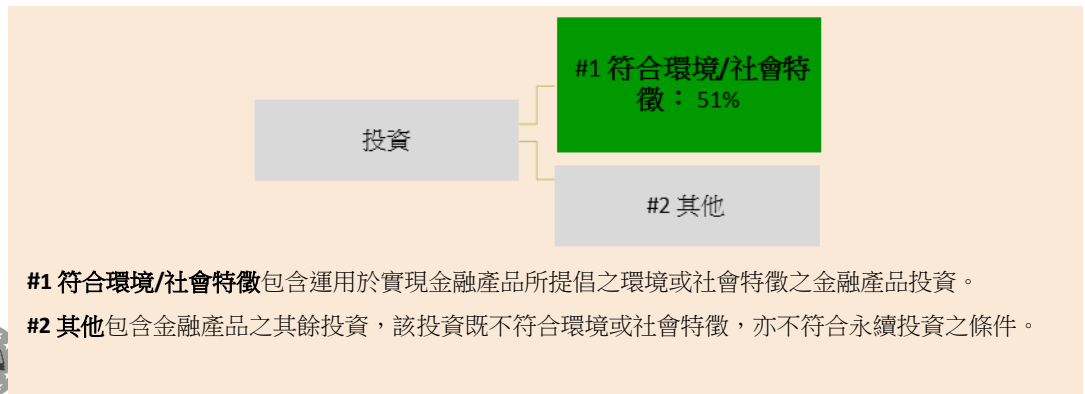 #1 符合環境/社會特
徵： 51%
投資
#2 其他
#1 符合環境/社會特徵包含運用於實現金融產品所提倡之環境或社會特徵之金融產品投資。
#2 其他包含金融產品之其餘投資，該投資既不符合環境或社會特徵，亦不符合永續投資之條件。